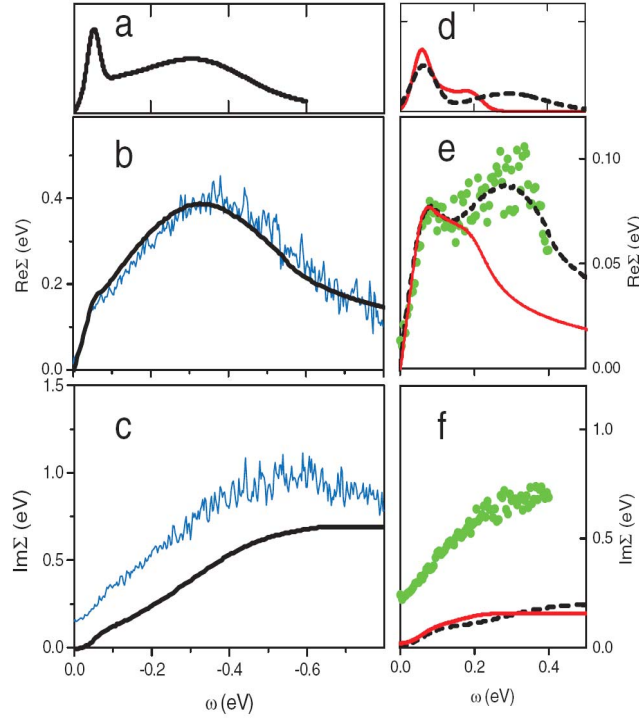 a
d
b
e
0.4
0.2
0.0
ReΣ (eV)
0.10
0.05
0.00
ReΣ (eV)
c
f
1.5
1.0
0.5
0.0
ImΣ (eV)
1.0
0.5
0.0
ImΣ (eV)
0.0 -0.2 -0.4 -0.6
0.0 0.2 0.4
ω (eV)
ω (eV)